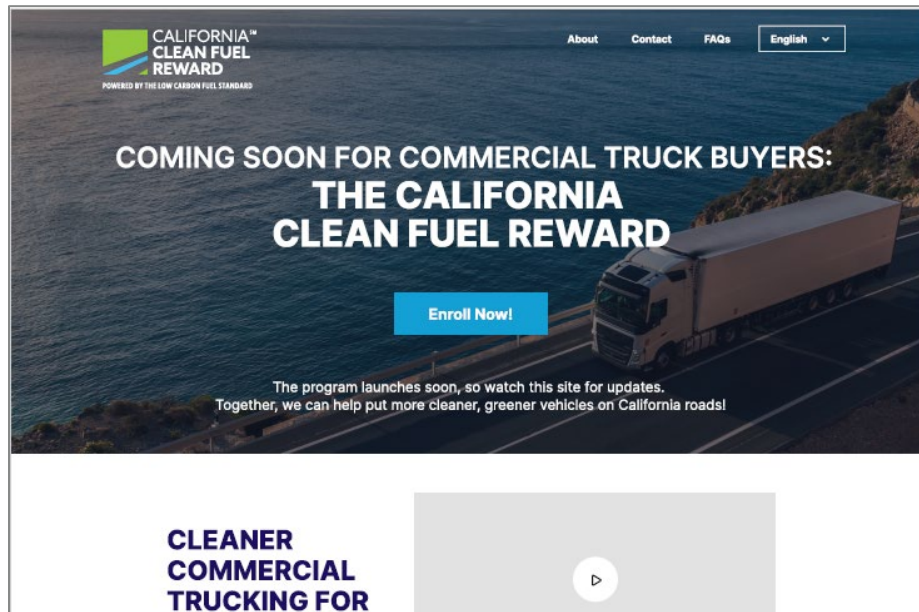 CALIFORNIA™
CLEAN FUEL
REWARD
POWERED BY THE LOW CARBON FUEL STANDARD
About Contact FAQs English
COMING SOON FOR COMMERCIAL TRUCK BUYERS:
THE CALIFORNIA
CLEAN FUEL REWARD
Enroll Now!
The program launches soon, so watch this site for updates.
Together, we can help put more cleaner, greener vehicles on California roads!
CLEANER
COMMERCIAL
TRUCKING FOR